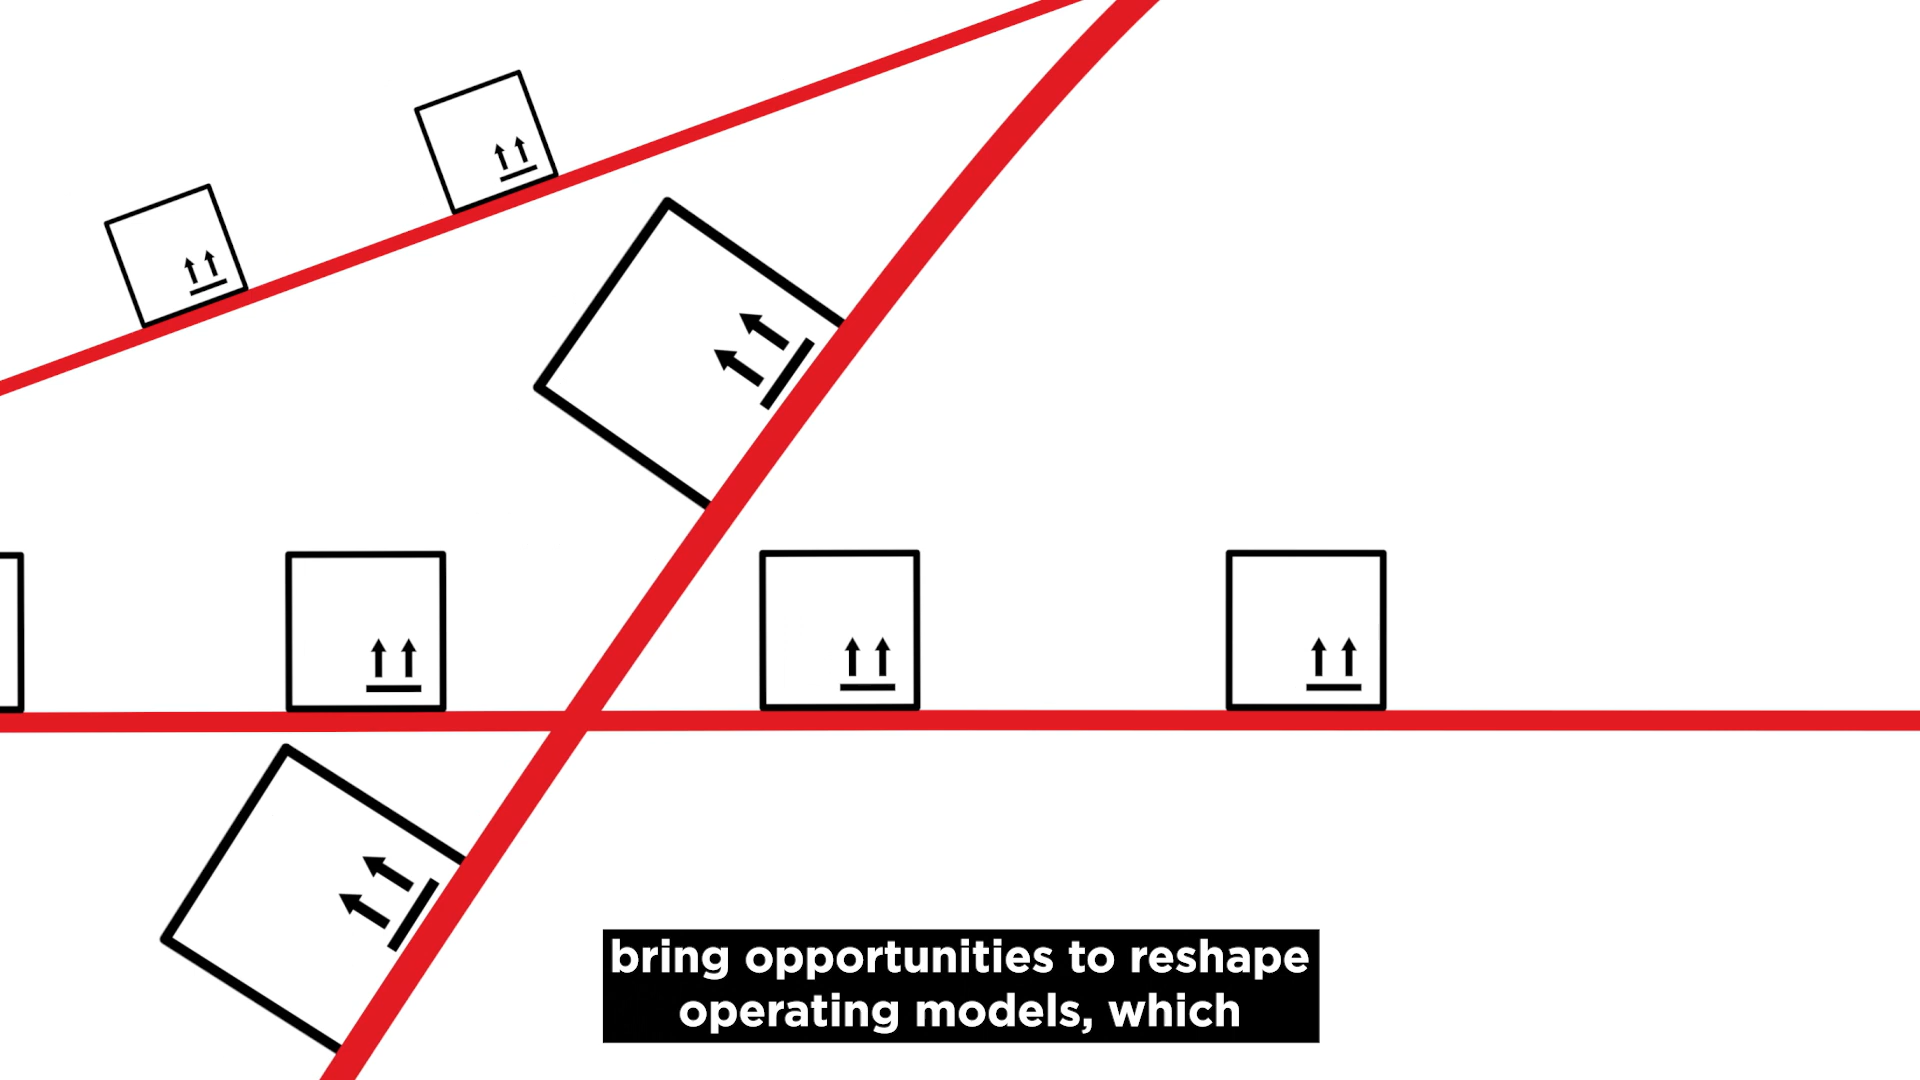 bring opportunities to reshape
operating models, which